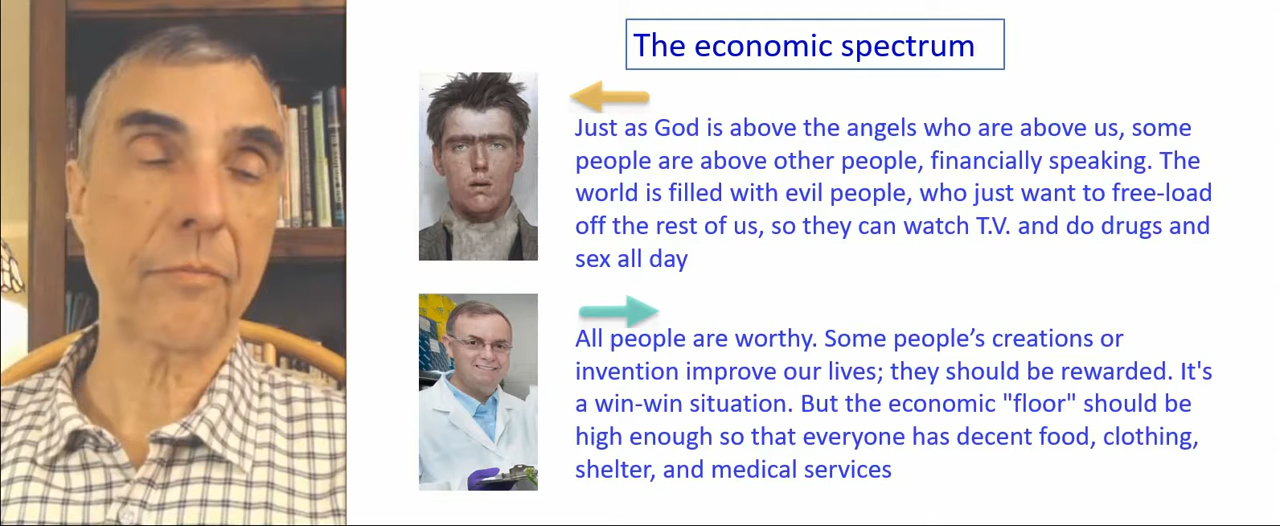 The economic spectrum
Just as God is above the angels who are above us, some
people are above other people, financially speaking. The
world is filled with evil people, who just want to free-load
off the rest of us, so they can watch T.V. and do drugs and
sex all day
All people are worthy. Some people’s creations or
invention improve our lives; they should be rewarded. It's
a win-win situation. But the economic "floor" should be
high enough so that everyone has decent food, clothing,
shelter, and medical services